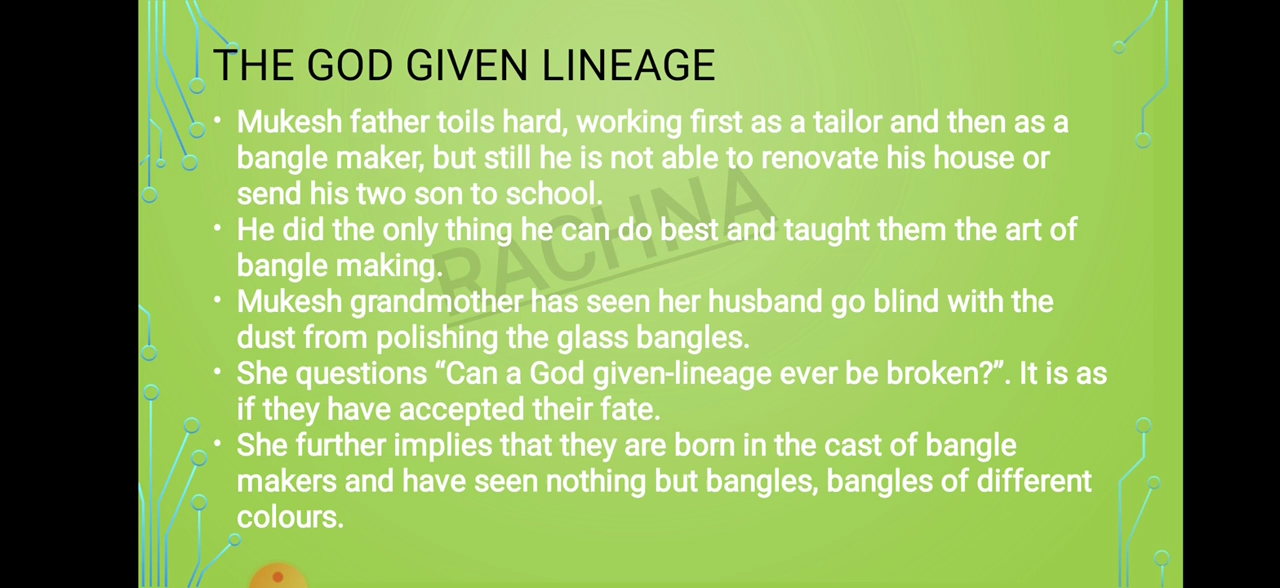 THE GOD GIVEN LINEAGE
• Mukesh father toils hard, working first as a tailor and then as a
bangle maker, but still he is not able to renovate his house or
send his two son to school.
• He did the only thing he can do best and taught them the art of
bangle making.
• Mukesh grandmother has seen her husband go blind with the
dust from polishing the glass bangles.
• She questions “Can a God given-lineage ever be broken?”. It is as
if they have accepted their fate.
• She further implies that they are born in the cast of bangle
makers and have seen nothing but bangles, bangles of different
colours.
RACHNA